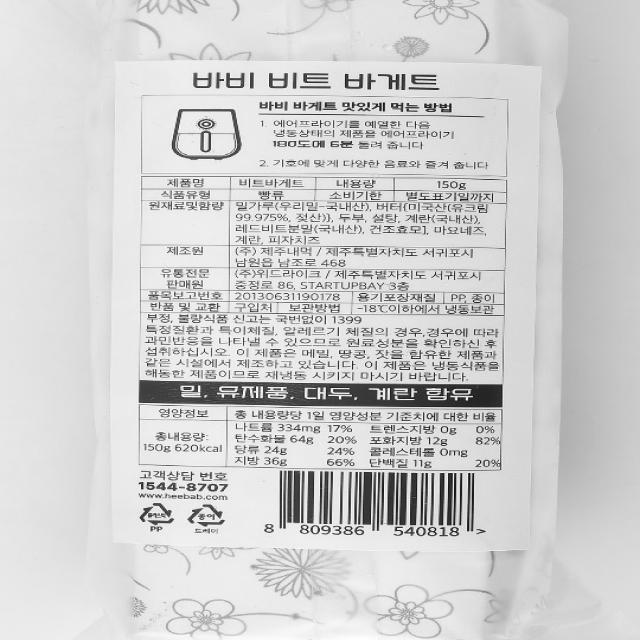 바비 비트 바게트
바비 바게트 맛있게 먹는 방법
1. 에어프라이기를 예열한 다음
냉동상태의 제품을 에어프라이기
180도에 6분 돌려 줍니다
2. 기호에 맞게 다양한 음료와 즐겨 줍니다
제품명 비트바게트 내용량 150g
식품유형 빵류 소비기한 별도표기일까지
원재료및함량 밀가루{우리밀-국내산}, 버터{미국산(유크림
99.975%, 젖산)}, 두부, 설탕, 계란(국내산),
레드비트분말(국내산), 건조효모], 마요네즈,
계란, 피자치즈
제조원 (주) 제주내먹 / 제주특별자치도 서귀포시
남원읍 남조로 468
유통전문 (주)위드라이크 / 제주특별자치도 서귀포시
판매원 중정로 86, STARTUPBAY 3층
품목보고번호 20130631190178 용기포장재질 PP, 종이
반품 및 교환 구입처 보관방법 -18℃이하에서 냉동보관
부정, 불량식품 신고는 국번없이 1399
특정질환과 특이체질, 알레르기 체질의 경우,경우에 따라
과민반응을 나타낼 수 있으므로 원료성분을 확인하신 후
섭취하십시오. 이 제품은 메밀, 땅콩, 잣을 함유한 제품과
같은 시설에서 제조하고 있습니다. 이 제품은 냉동식품을
해동한 제품이므로 재냉동 시키지 마시기 바랍니다.
밀, 유제품, 대두, 계란 함유
영양정보 총 내용량당 1일 영양성분 기준치에 대한 비율
총내용량:
150g 620kcal
나트륨 334mg 17% 트렌스지방 0g 0%
탄수화물 64g 20% 포화지방 12g 82%
당류 24g 24% 콜레스테롤 0mg
지방 36g 66% 단백질 11g 20%
고객상담 번호
1544-8707
www.heebab.com
PP
종이
트레이
8 809386 540818 >